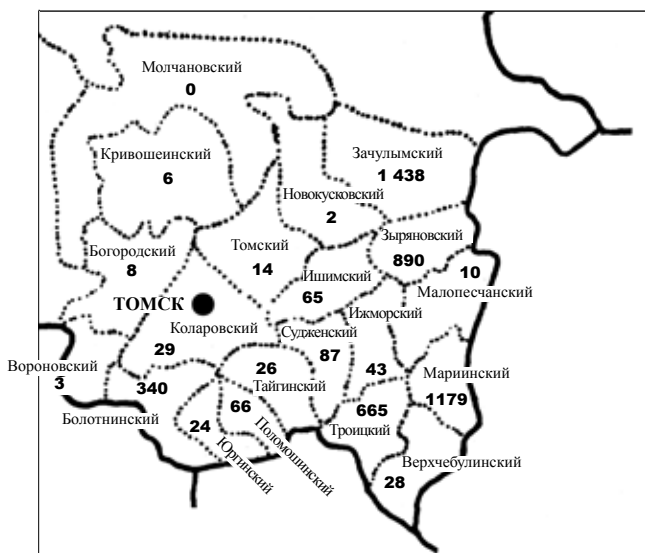 Молчановский
0
Кривошеинский
6
Зачулымский
1 438
Новокусковский
2
Богородский
8
Томский
14
Зыряновский
890
Ишимский
65
10
Малопесчанский
ТОМСК
Коларовский
29
Судженский
87
Ижморский
43
Вороновский
3
340
Болотнинский
26
Тайгинский
Мариинский
1179
66
Поломошинский
24
Юргинский
665
Троицкий
Верхчебулинский
28